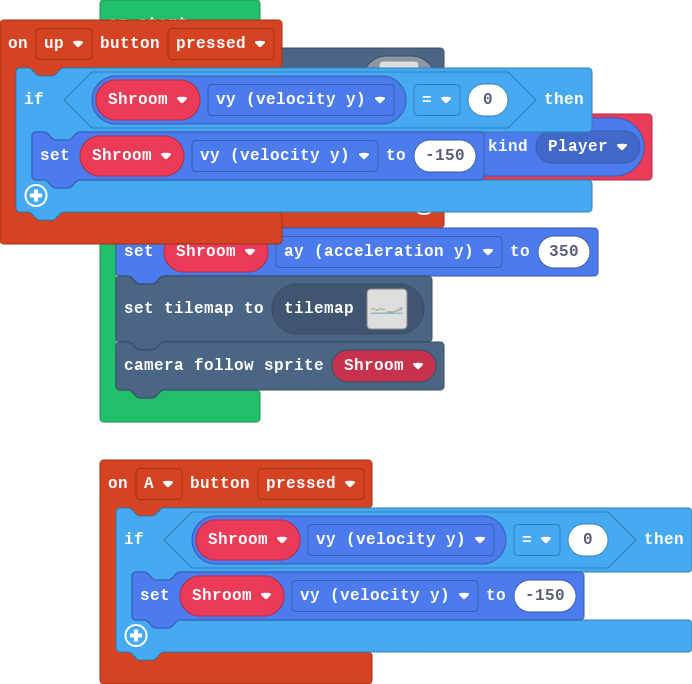 on start
on up button pressed
if Shroom vy (velocity y) = 0 then
set Shroom vy (velocity y) to -150
kind Player
set Shroom ay (acceleration y) to 350
set tilemap to tilemap
camera follow sprite Shroom
on A button pressed
if Shroom vy (velocity y) = 0 then
set Shroom vy (velocity y) to -150